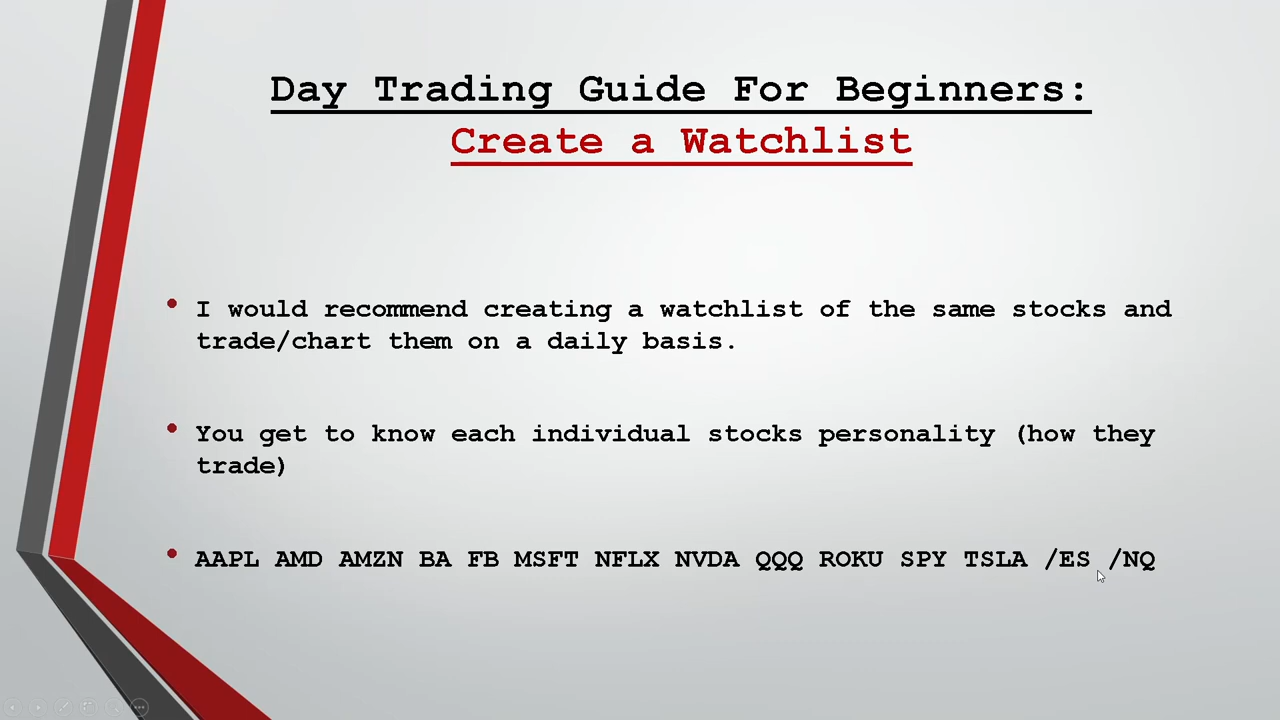 Day Trading Guide For Beginners:
Create a Watchlist
• I would recommend creating a watchlist of the same stocks and
trade/chart them on a daily basis.
• You get to know each individual stocks personality (how they
trade)
• AAPL AMD AMZN BA FB MSFT NFLX NVDA QQQ ROKU SPY TSLA /ES /NQ